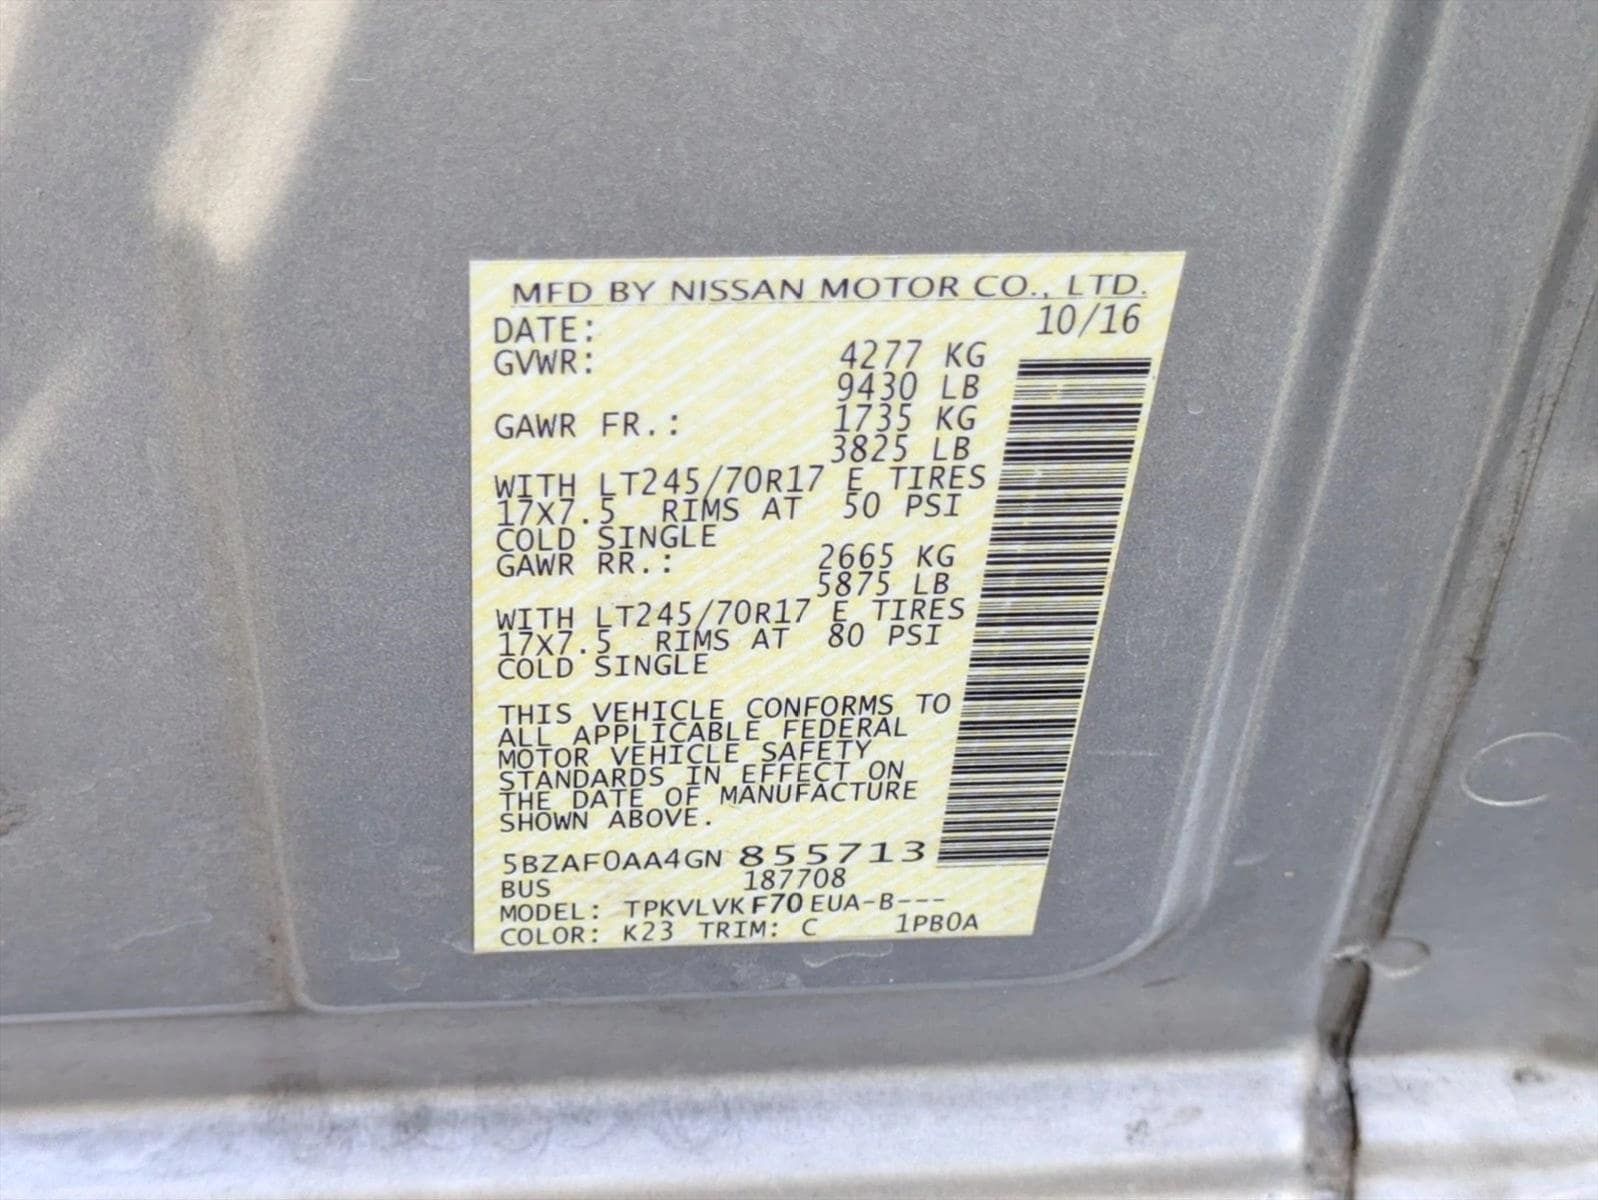 MFD BY NISSAN MOTOR CO., LTD.
DATE: 10/16
GVWR: 4277 KG
9430 LB
GAWR FR.: 1735 KG
3825 LB
WITH LT245/70R17 E TIRES
17X7.5 RIMS AT 50 PSI
COLD SINGLE
GAWR RR.: 2665 KG
5875 LB
WITH LT245/70R17 E TIRES
17X7.5 RIMS AT 80 PSI
COLD SINGLE
THIS VEHICLE CONFORMS TO
ALL APPLICABLE FEDERAL
MOTOR VEHICLE SAFETY
STANDARDS IN EFFECT ON
THE DATE OF MANUFACTURE
SHOWN ABOVE.
5BZAF0AA4GN 855713
BUS 187708
MODEL: TPKVLVKF70EUA-B---
COLOR: K23 TRIM: C 1PB0A